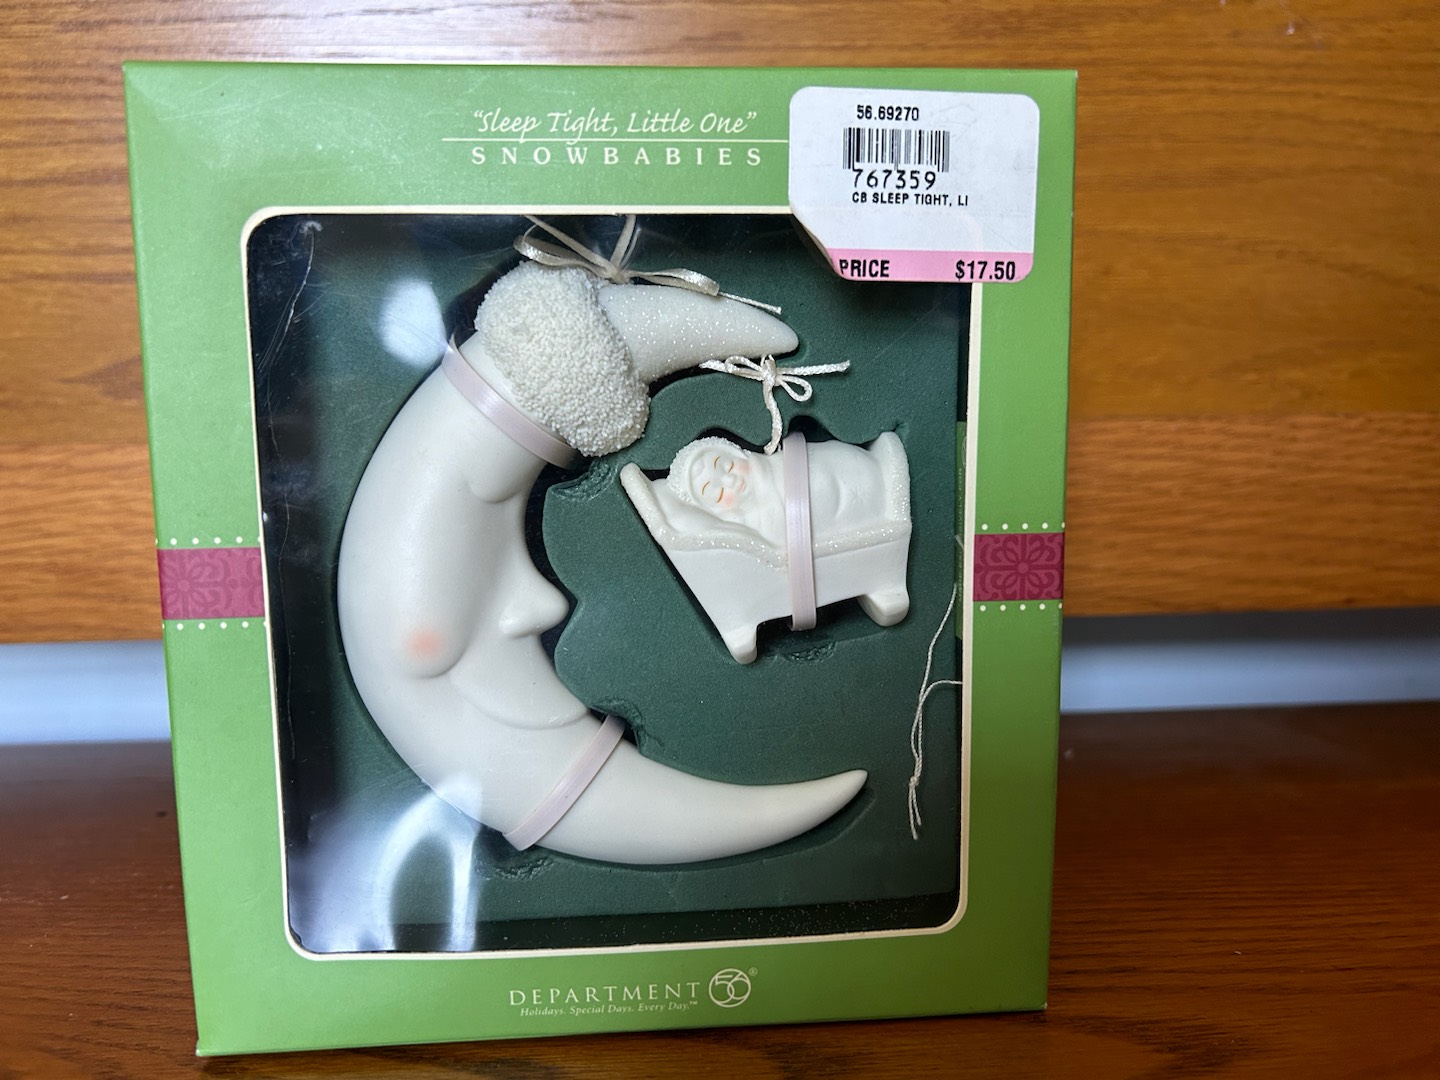 "Sleep Tight, Little One"
SNOWBABIES
56.69270
767359
CB SLEEP TIGHT, LI
PRICE $17.50
DEPARTMENT 56®
Holidays. Special Days. Every Day.™